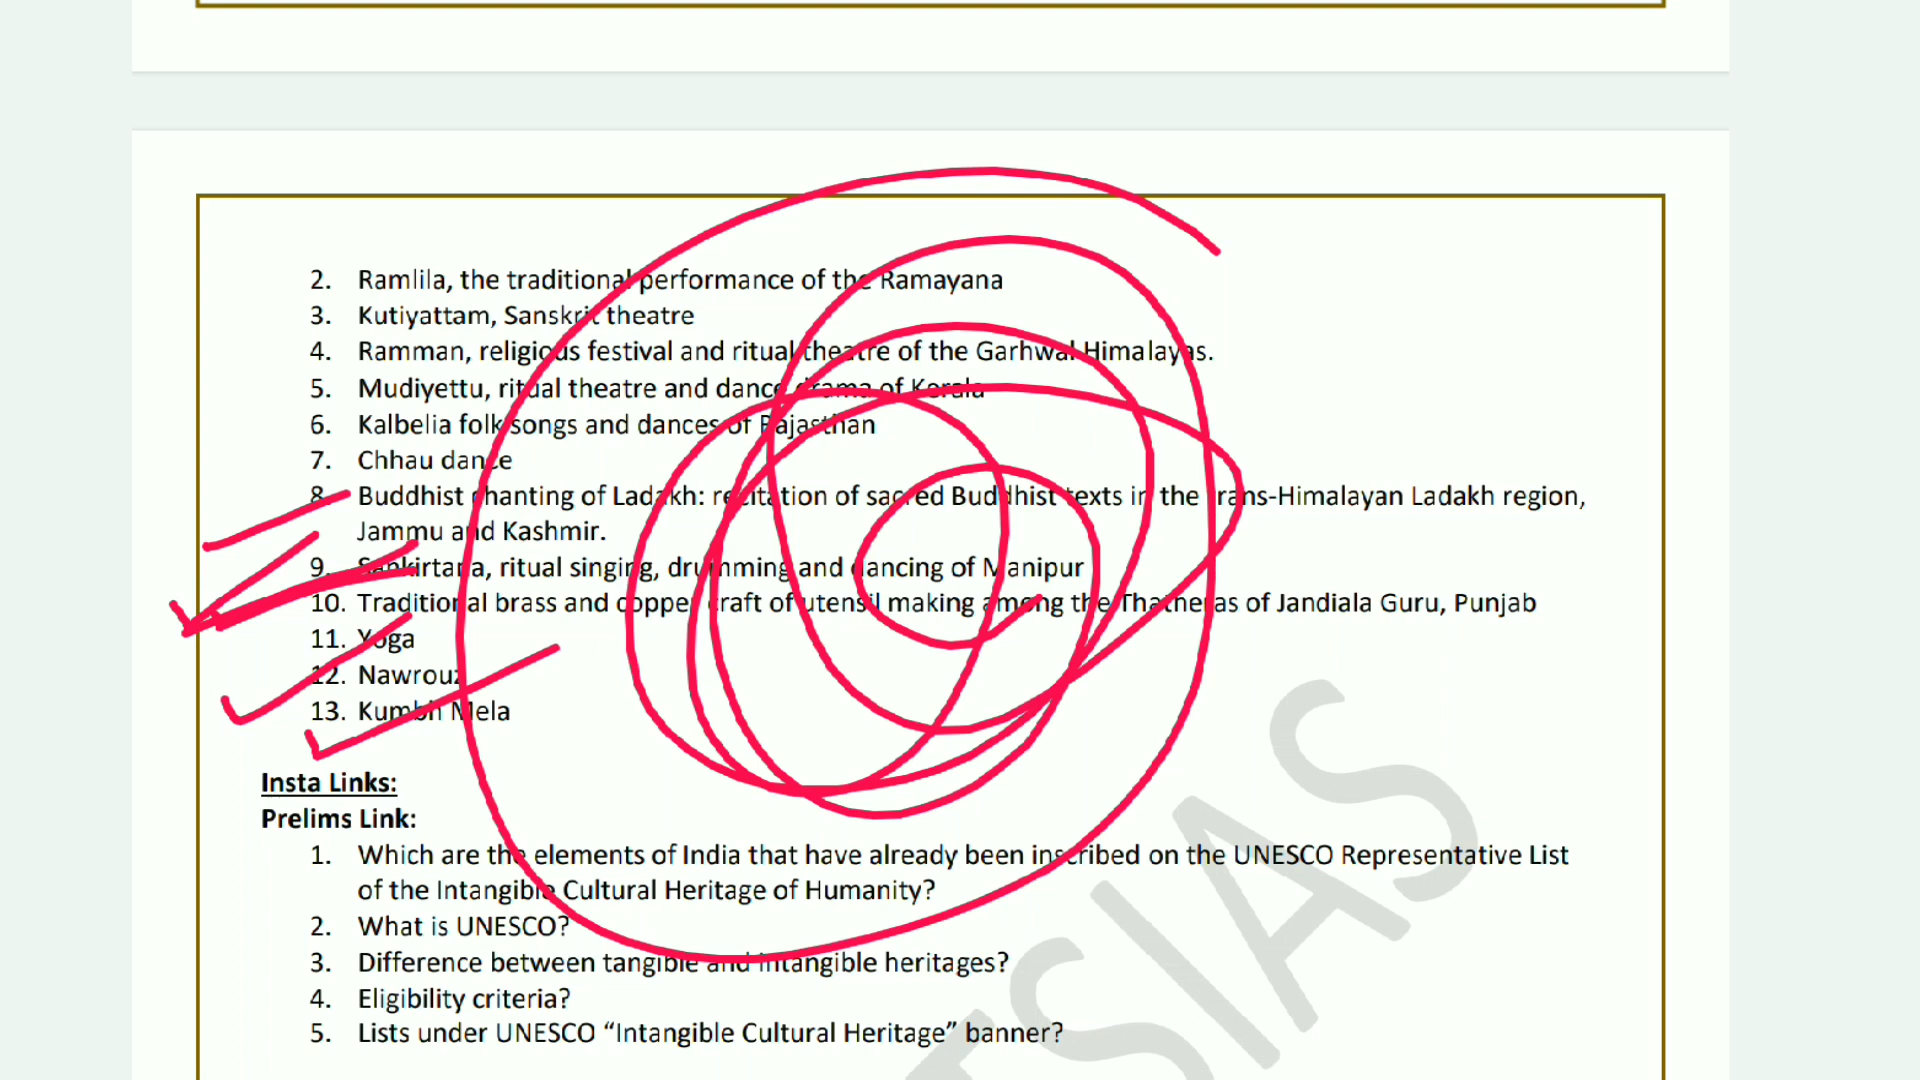 2. Ramlila, the traditional performance of the Ramayana
3. Kutiyattam, Sanskrit theatre
4. Ramman, religious festival and ritual theatre of the Garhwal Himalayas.
5. Mudiyettu, ritual theatre and dance drama of Kerala
6. Kalbelia folk songs and dances of Rajasthan
7. Chhau dance
8. Buddhist chanting of Ladakh: recitation of sacred Buddhist texts in the trans-Himalayan Ladakh region,
Jammu and Kashmir.
9. Sankirtana, ritual singing, drumming and dancing of Manipur
10. Traditional brass and copper craft of utensil making among the Thatheras of Jandiala Guru, Punjab
11. Yoga
12. Nawrouz
13. Kumbh Mela
Insta Links:
Prelims Link:
1. Which are the elements of India that have already been inscribed on the UNESCO Representative List
of the Intangible Cultural Heritage of Humanity?
2. What is UNESCO?
3. Difference between tangible and intangible heritages?
4. Eligibility criteria?
5. Lists under UNESCO “Intangible Cultural Heritage” banner?